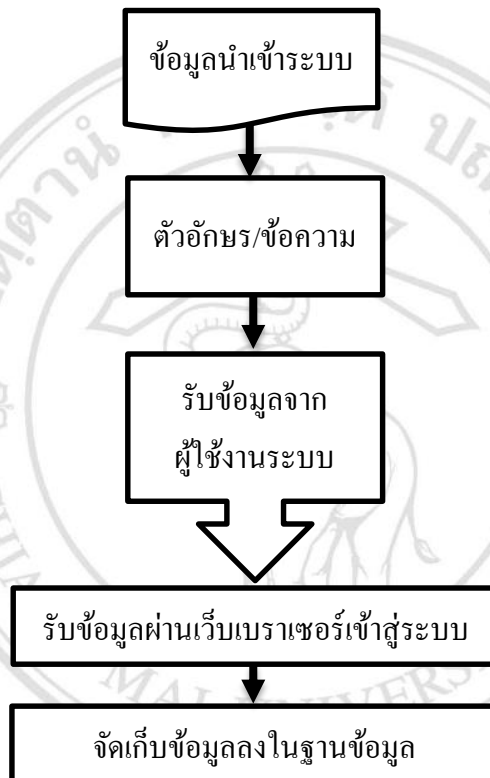 ข้อมูลนำเข้าระบบ
ตัวอักษร/ข้อความ
รับข้อมูลจาก
ผู้ใช้งานระบบ
รับข้อมูลผ่านเว็บเบราเซอร์เข้าสู่ระบบ
จัดเก็บข้อมูลลงในฐานข้อมูล